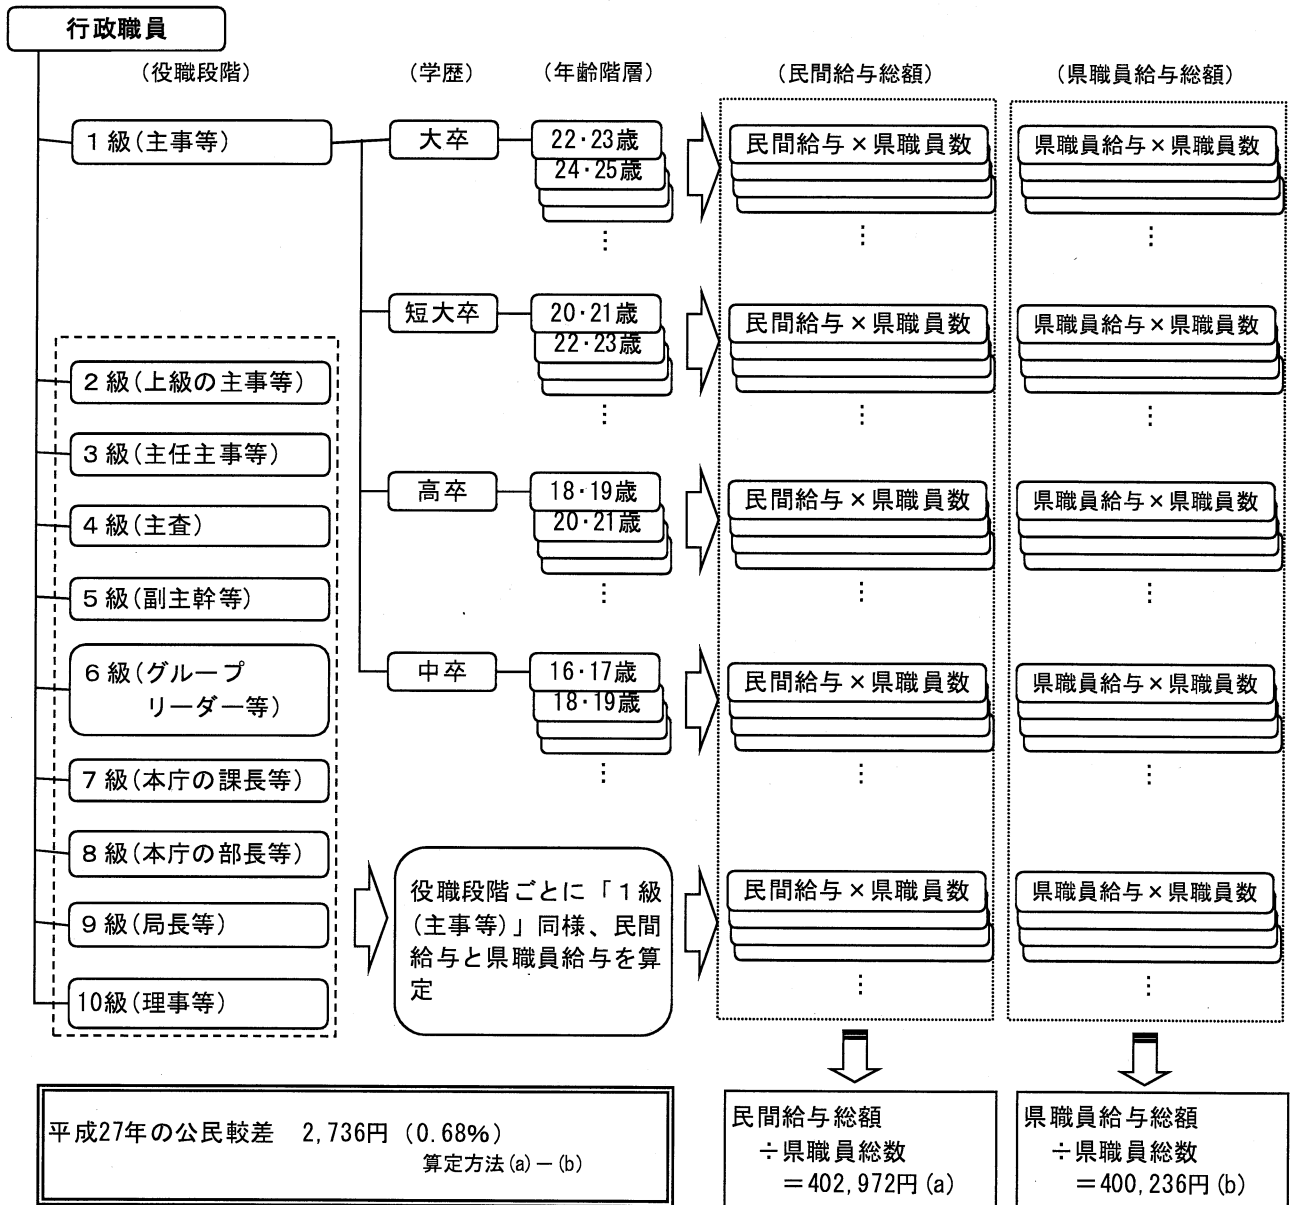 行政職員
(役職段階)
(学歴)
(年齢階層)
(民間給与総額)
(県職員給与総額)
1級(主事等)
大卒
22・23歳
24・25歳
⋮
民間給与×県職員数
⋮
県職員給与×県職員数
⋮
短大卒
20・21歳
22・23歳
⋮
民間給与×県職員数
⋮
県職員給与×県職員数
⋮
高卒
18・19歳
20・21歳
⋮
民間給与×県職員数
⋮
県職員給与×県職員数
⋮
中卒
16・17歳
18・19歳
⋮
民間給与×県職員数
⋮
県職員給与×県職員数
⋮
2級(上級の主事等)
3級(主任主事等)
4級(主査)
5級(副主幹等)
6級(グループ
リーダー等)
7級(本庁の課長等)
8級(本庁の部長等)
9級(局長等)
10級(理事等)
役職段階ごとに「1級
(主事等)」同様、民間
給与と県職員給与を算
定
民間給与×県職員数
⋮
県職員給与×県職員数
⋮
平成27年の公民較差 2,736円(0.68%)
算定方法(a)-(b)
民間給与総額
÷県職員総数
=402,972円(a)
県職員給与総額
÷県職員総数
=400,236円(b)